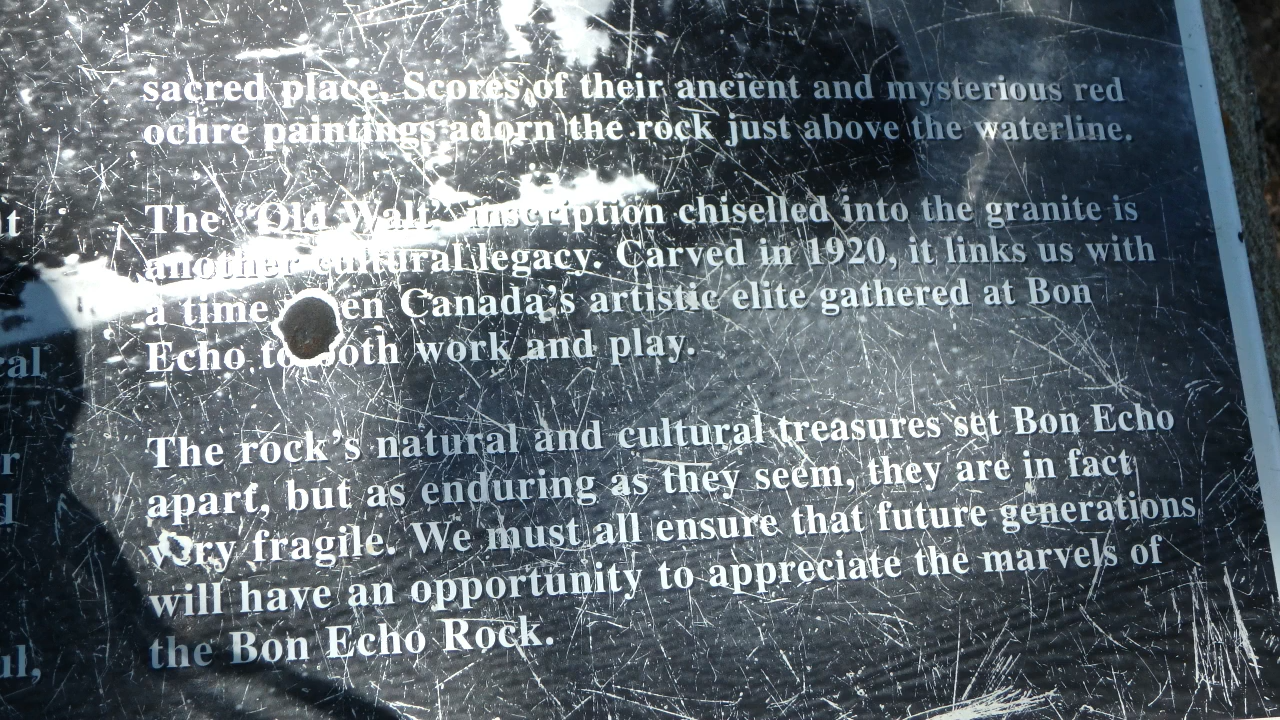 sacred place. Scores of their ancient and mysterious red
ochre paintings adorn the rock just above the waterline.
The "Old Walt" inscription chiselled into the granite is
another cultural legacy. Carved in 1920, it links us with
a time en Canada's artistic elite gathered at Bon
Echo to both work and play.
The rock's natural and cultural treasures set Bon Echo
apart, but as enduring as they seem, they are in fact
very fragile. We must all ensure that future generations
will have an opportunity to appreciate the marvels of
the Bon Echo Rock.